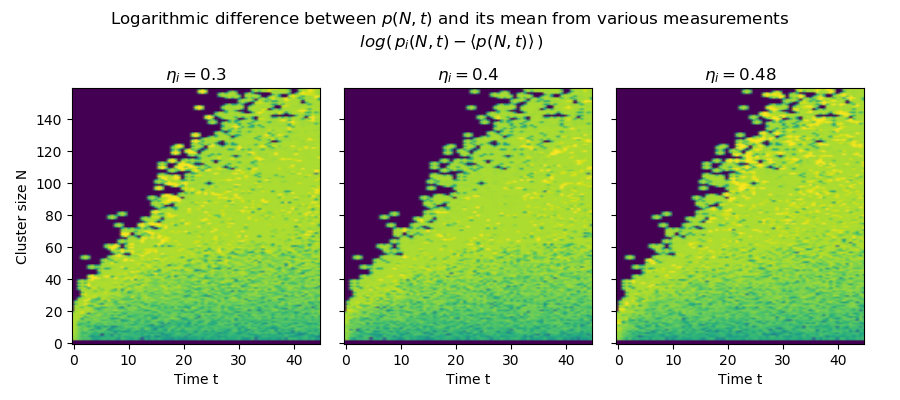 Logarithmic difference between p(N, t) and its mean from various measurements
log( p_i(N, t) − ⟨p(N, t)⟩ )
η_i = 0.3 η_i = 0.4 η_i = 0.48
Cluster size N
140
120
100
80
60
40
20
0
0 10 20 30 40 0 10 20 30 40 0 10 20 30 40
Time t Time t Time t